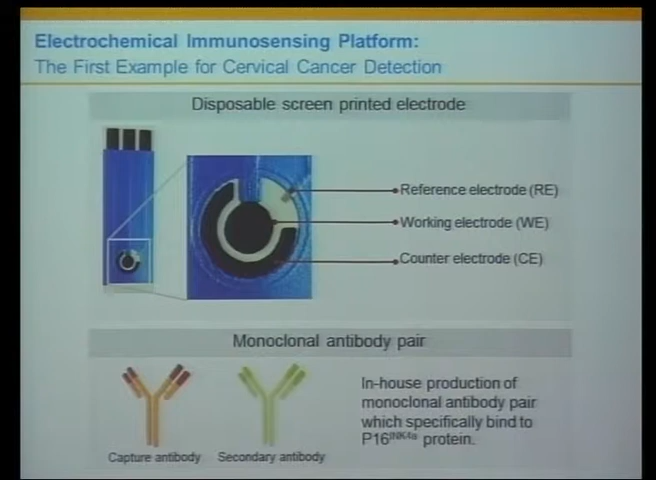 Electrochemical Immunosensing Platform:
The First Example for Cervical Cancer Detection
Disposable screen printed electrode
Reference electrode (RE)
Working electrode (WE)
Counter electrode (CE)
Monoclonal antibody pair
In-house production of
monoclonal antibody pair
which specifically bind to
P16INK4a protein.
Capture antibody
Secondary antibody